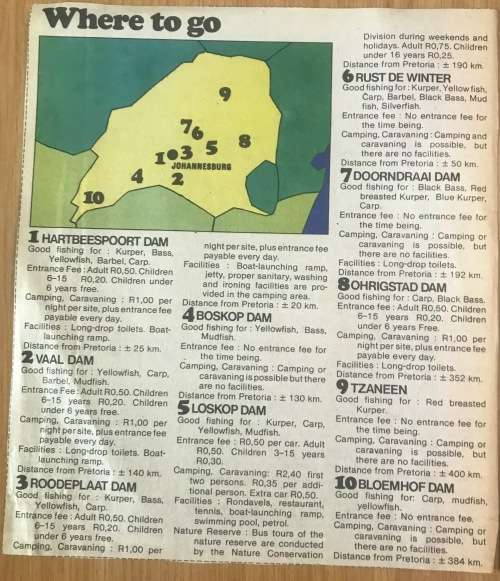 Where to go
9
7
6
1
3
5
8
JOHANNESBURG
4
2
10
1 HARTBEESPOORT DAM
Good fishing for : Kurper, Bass,
Yellowfish, Barbel, Carp.
Entrance Fee : Adult R0,50. Children
6–15 R0,20. Children under
6 years free.
Camping, Caravaning : R1,00 per
night per site, plus entrance fee
payable every day.
Facilities : Long-drop toilets. Boat-
launching ramp.
Distance from Pretoria : ± 25 km.
2 VAAL DAM
Good fishing for : Yellowfish, Carp,
Barbel, Mudfish.
Entrance Fee : Adult R0,50. Children
6–15 years R0,20. Children
under 6 years free.
Camping, Caravaning : R1,00 per
night per site, plus entrance fee
payable every day.
Facilities : Long-drop toilets. Boat-
launching ramp.
Distance from Pretoria : ± 140 km.
3 ROODEPLAAT DAM
Good fishing for : Kurper, Bass,
Yellowfish, Carp.
Entrance Fee : Adult R0,50. Children
6–15 years R0,20. Children
under 6 years free.
Camping, Caravaning : R1,00 per
night per site, plus entrance fee
payable every day.
Facilities : Boat-launching ramp,
jetty, proper sanitary, washing
and ironing facilities are pro-
vided in the camping area.
Distance from Pretoria : ± 20 km.
4 BOSKOP DAM
Good fishing for : Yellowfish, Bass,
Mudfish.
Entrance fee : No entrance fee for
the time being.
Camping, Caravaning : Camping or
caravaning is possible but there
are no facilities.
Distance from Pretoria : ± 130 km.
5 LOSKOP DAM
Good fishing for : Kurper, Carp,
Yellowfish, Mudfish.
Entrance fee : R0,50 per car. Adult
R0,50. Children 3–15 years
R0,30.
Camping, Caravaning: R2,40 first
two persons. R0,35 per addi-
tional person. Extra car R0,50.
Facilities : Rondavels, restaurant,
tennis, boat-launching ramp,
swimming pool, petrol.
Nature Reserve : Bus tours of the
nature reserve are conducted
by the Nature Conservation
Division during weekends and
holidays. Adult R0,75. Children
under 16 years R0,25.
Distance from Pretoria : ± 190 km.
6 RUST DE WINTER
Good fishing for : Kurper, Yellowfish,
Carp, Barbel, Black Bass, Mud
fish, Silverfish.
Entrance fee : No entrance fee for
the time being.
Camping, Caravaning : Camping and
caravaning is possible, but
there are no facilities.
Distance from Pretoria : ± 50 km.
7 DOORNDRAAI DAM
Good fishing for : Black Bass, Red
breasted Kurper, Blue Kurper,
Carp.
Entrance fee : No entrance fee for
the time being.
Camping, Caravaning : Camping or
caravaning is possible, but
there are no facilities.
Facilities : Long-drop toilets.
Distance from Pretoria : ± 192 km.
8 OHRIGSTAD DAM
Good fishing for : Carp, Black Bass.
Entrance fee : Adult R0,50. Children
6–15 years R0,20. Children
under 6 years Free.
Camping, Caravaning : R1,00 per
night per site, plus entrance fee
payable every day.
Facilities : Long-drop toilets.
Distance from Pretoria : ± 352 km.
9 TZANEEN
Good fishing for : Red breasted
Kurper.
Entrance fee : No entrance fee for
the time being.
Camping, Caravaning : Camping or
caravaning is possible, but
there are no facilities.
Distance from Pretoria : ± 400 km.
10 BLOEMHOF DAM
Good fishing for: Carp, mudfish,
yellowfish.
Entrance fee : No entrance fee.
Camping, Caravaning : Camping or
caravaning is possible, but
there are no facilities.
Distance from Pretoria : ± 384 km.